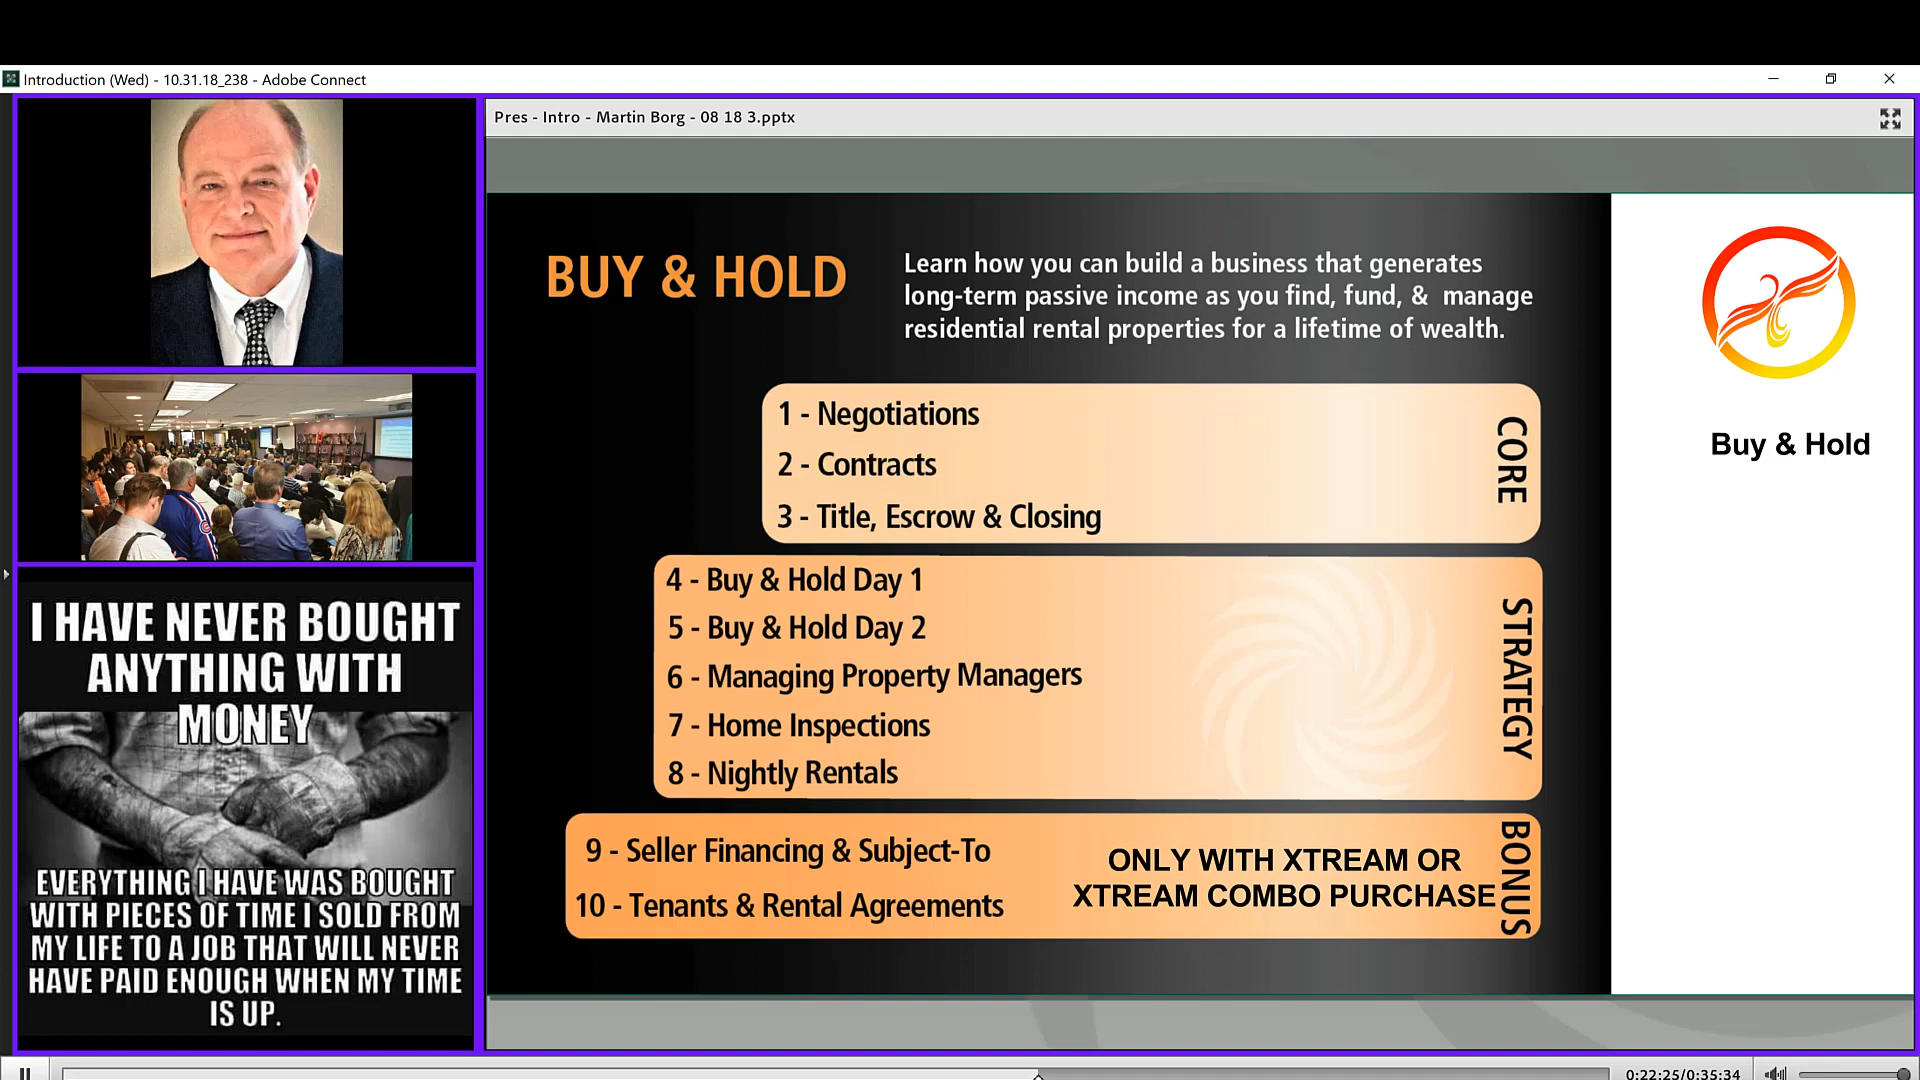 Introduction (Wed) - 10.31.18_238 - Adobe Connect
Pres - Intro - Martin Borg - 08 18 3.pptx
I HAVE NEVER BOUGHT
ANYTHING WITH
MONEY
EVERYTHING I HAVE WAS BOUGHT
WITH PIECES OF TIME I SOLD FROM
MY LIFE TO A JOB THAT WILL NEVER
HAVE PAID ENOUGH WHEN MY TIME
IS UP.
BUY & HOLD
Learn how you can build a business that generates
long-term passive income as you find, fund, & manage
residential rental properties for a lifetime of wealth.
1 - Negotiations
2 - Contracts
3 - Title, Escrow & Closing
CORE
4 - Buy & Hold Day 1
5 - Buy & Hold Day 2
6 - Managing Property Managers
7 - Home Inspections
8 - Nightly Rentals
STRATEGY
9 - Seller Financing & Subject-To
10 - Tenants & Rental Agreements
ONLY WITH XTREAM OR
XTREAM COMBO PURCHASE
BONUS
Buy & Hold
0:22:25/0:35:34